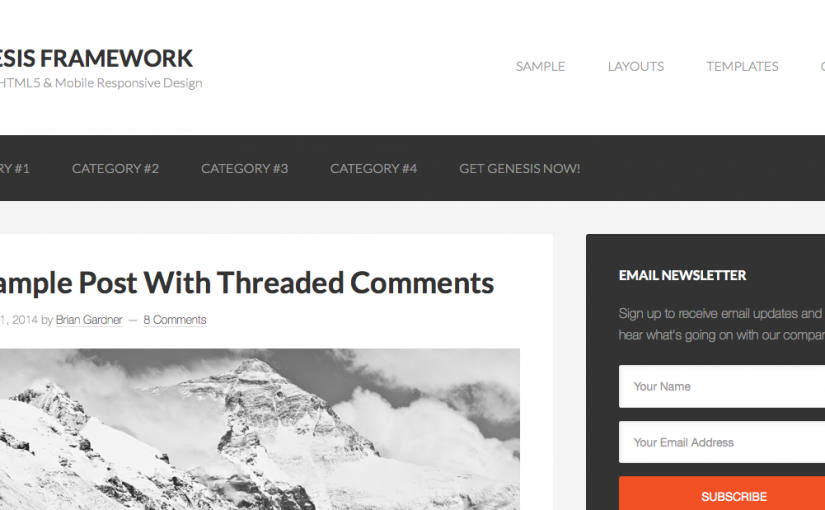 ESIS FRAMEWORK
HTML5 & Mobile Responsive Design
SAMPLE LAYOUTS TEMPLATES
RY #1 CATEGORY #2 CATEGORY #3 CATEGORY #4 GET GENESIS NOW!
ample Post With Threaded Comments
1, 2014 by Brian Gardner — 8 Comments
EMAIL NEWSLETTER
Sign up to receive email updates and
hear what's going on with our compan
Your Name
Your Email Address
SUBSCRIBE